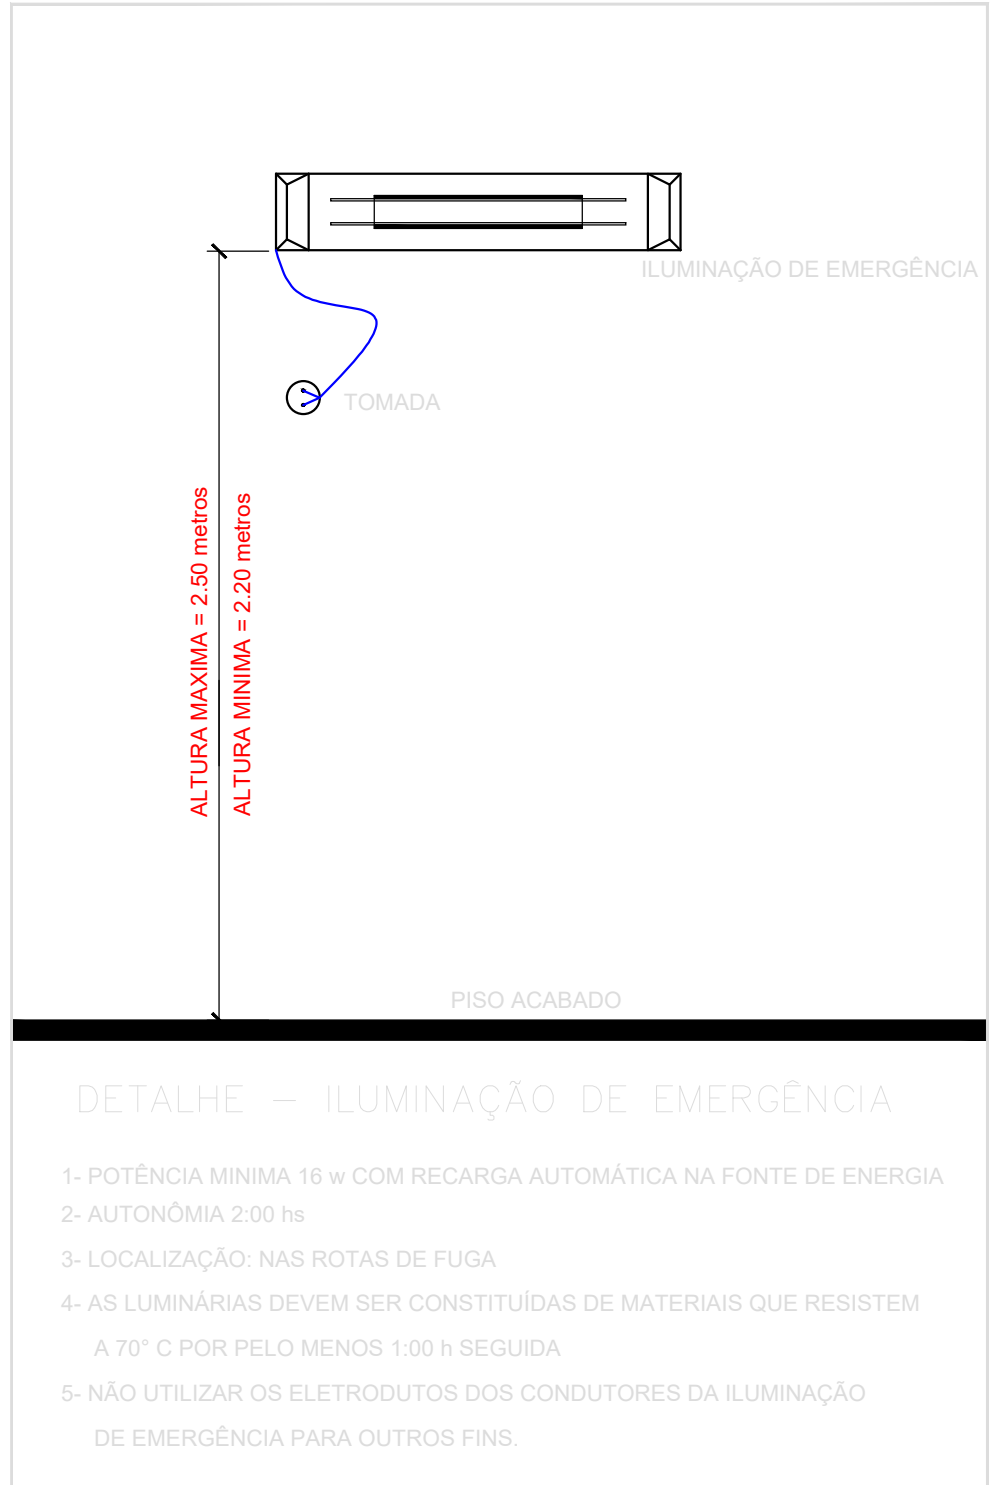 ILUMINAÇÃO DE EMERGÊNCIA
TOMADA
ALTURA MAXIMA = 2.50 metros
ALTURA MINIMA = 2.20 metros
PISO ACABADO
DETALHE — ILUMINAÇÃO DE EMERGÊNCIA
1- POTÊNCIA MINIMA 16 w COM RECARGA AUTOMÁTICA NA FONTE DE ENERGIA
2- AUTONÔMIA 2:00 hs
3- LOCALIZAÇÃO: NAS ROTAS DE FUGA
4- AS LUMINÁRIAS DEVEM SER CONSTITUÍDAS DE MATERIAIS QUE RESISTEM
A 70° C POR PELO MENOS 1:00 h SEGUIDA
5- NÃO UTILIZAR OS ELETRODUTOS DOS CONDUTORES DA ILUMINAÇÃO
DE EMERGÊNCIA PARA OUTROS FINS.